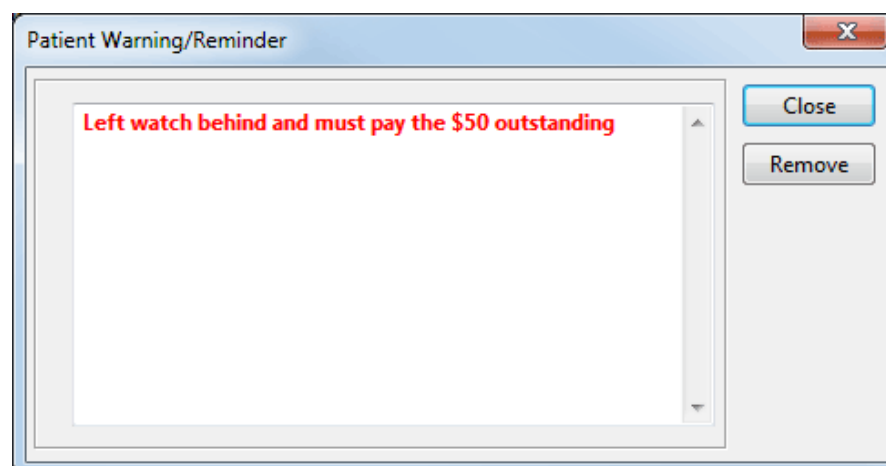 Patient Warning/Reminder
Left watch behind and must pay the $50 outstanding
Close
Remove